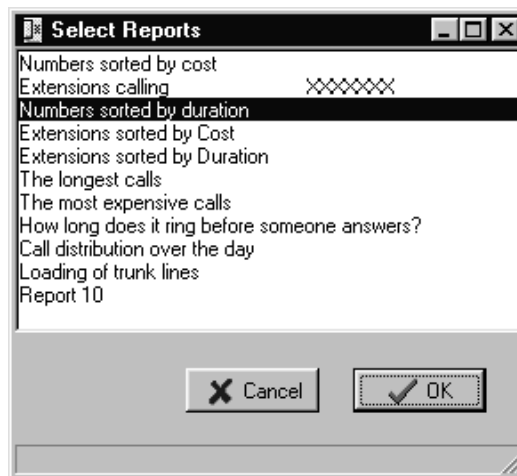 Select Reports
Numbers sorted by cost
Extensions calling XXXXXXXX
Numbers sorted by duration
Extensions sorted by Cost
Extensions sorted by Duration
The longest calls
The most expensive calls
How long does it ring before someone answers?
Call distribution over the day
Loading of trunk lines
Report 10
Cancel OK